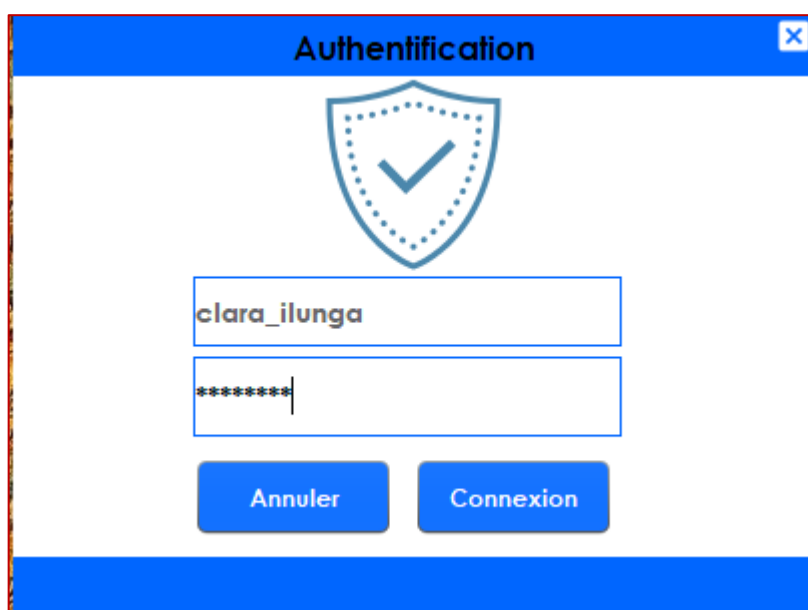 Authentification
clara_ilunga
********
Annuler Connexion